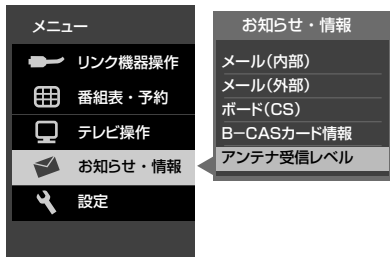 メニュー
リンク機器操作
番組表・予約
テレビ操作
お知らせ・情報
設定
お知らせ・情報
メール(内部)
メール(外部)
ボード(CS)
B-CASカード情報
アンテナ受信レベル